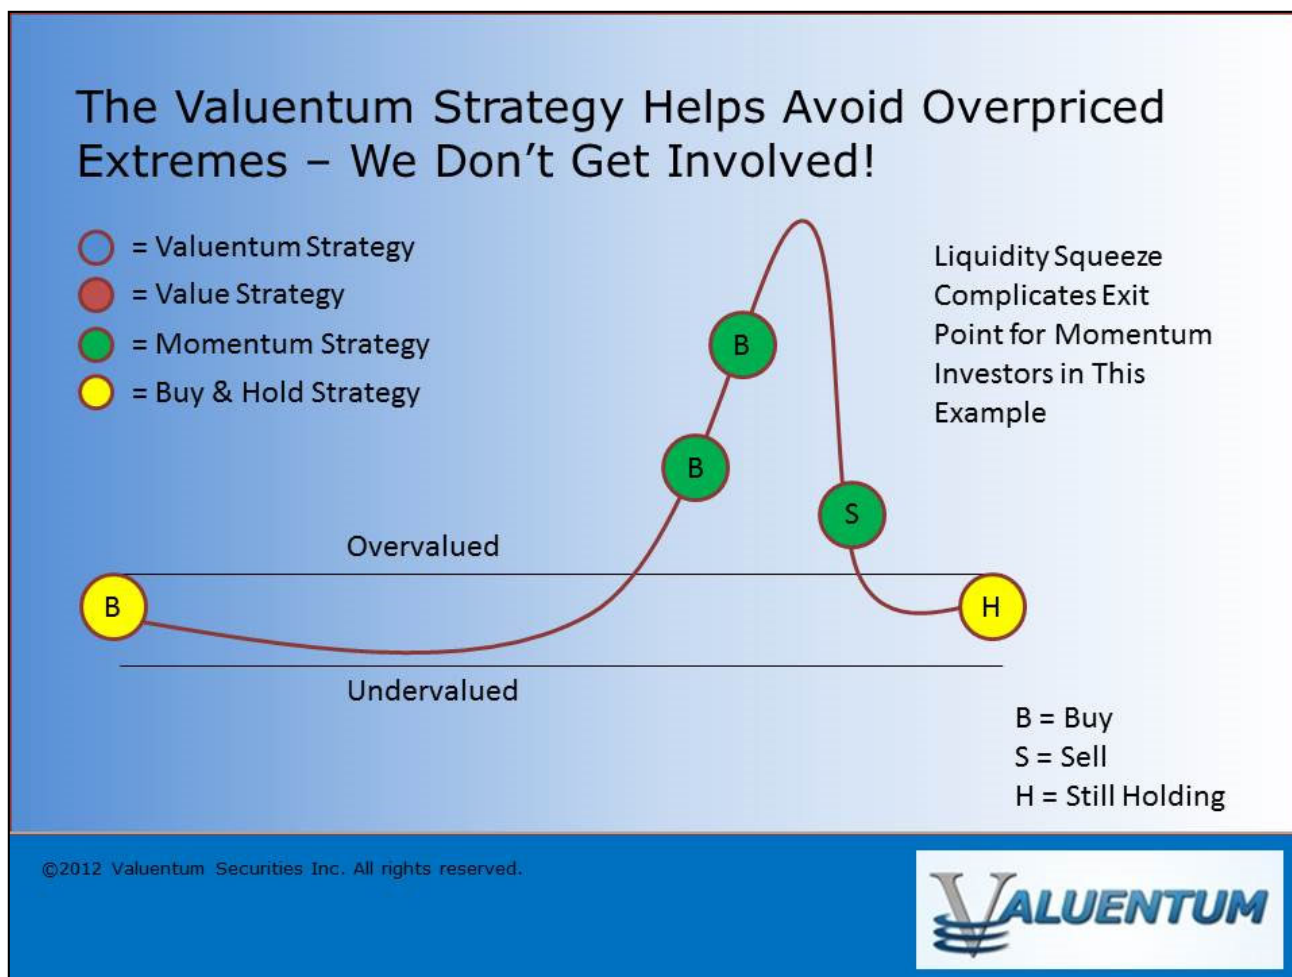 The Valuentum Strategy Helps Avoid Overpriced
Extremes – We Don’t Get Involved!
= Valuentum Strategy
= Value Strategy
= Momentum Strategy
= Buy & Hold Strategy
Liquidity Squeeze
Complicates Exit
Point for Momentum
Investors in This
Example
B
B
S
Overvalued
B
H
Undervalued
B = Buy
S = Sell
H = Still Holding
©2012 Valuentum Securities Inc. All rights reserved.
VALUENTUM